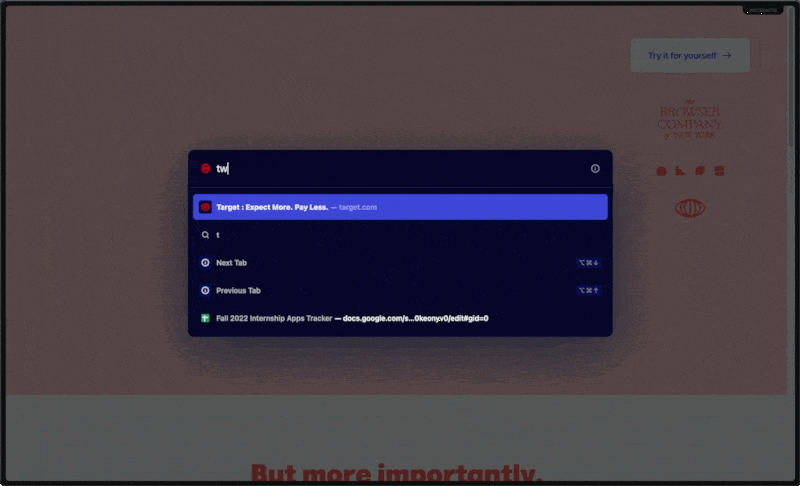 Try it for yourself →
The
BROWSER
COMPANY
of NEW YORK
tw
Target : Expect More. Pay Less. — target.com
t
Next Tab ⌥⌘↓
Previous Tab ⌥⌘↑
Fall 2022 Internship Apps Tracker — docs.google.com/s...0keonyv0/edit#gid=0
But more importantly,